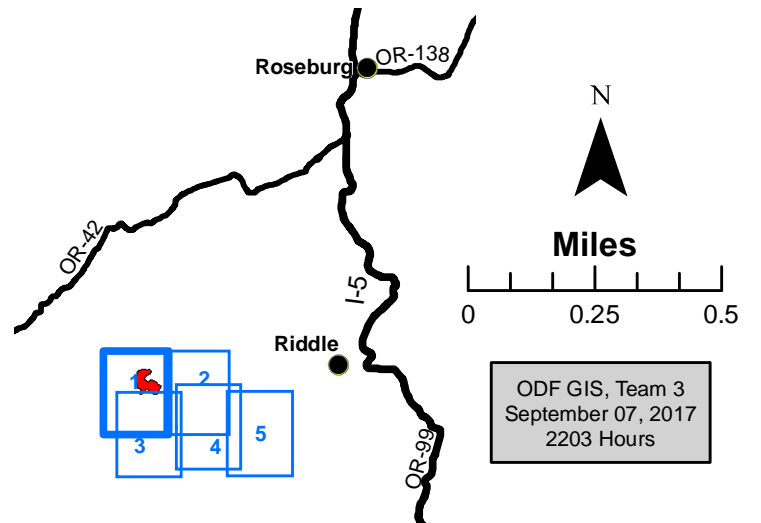 Roseburg
OR-138
N
OR-42
Miles
I-5
0 0.25 0.5
Riddle
1 2
3 4 5
ODF GIS, Team 3
September 07, 2017
2203 Hours
OR-99